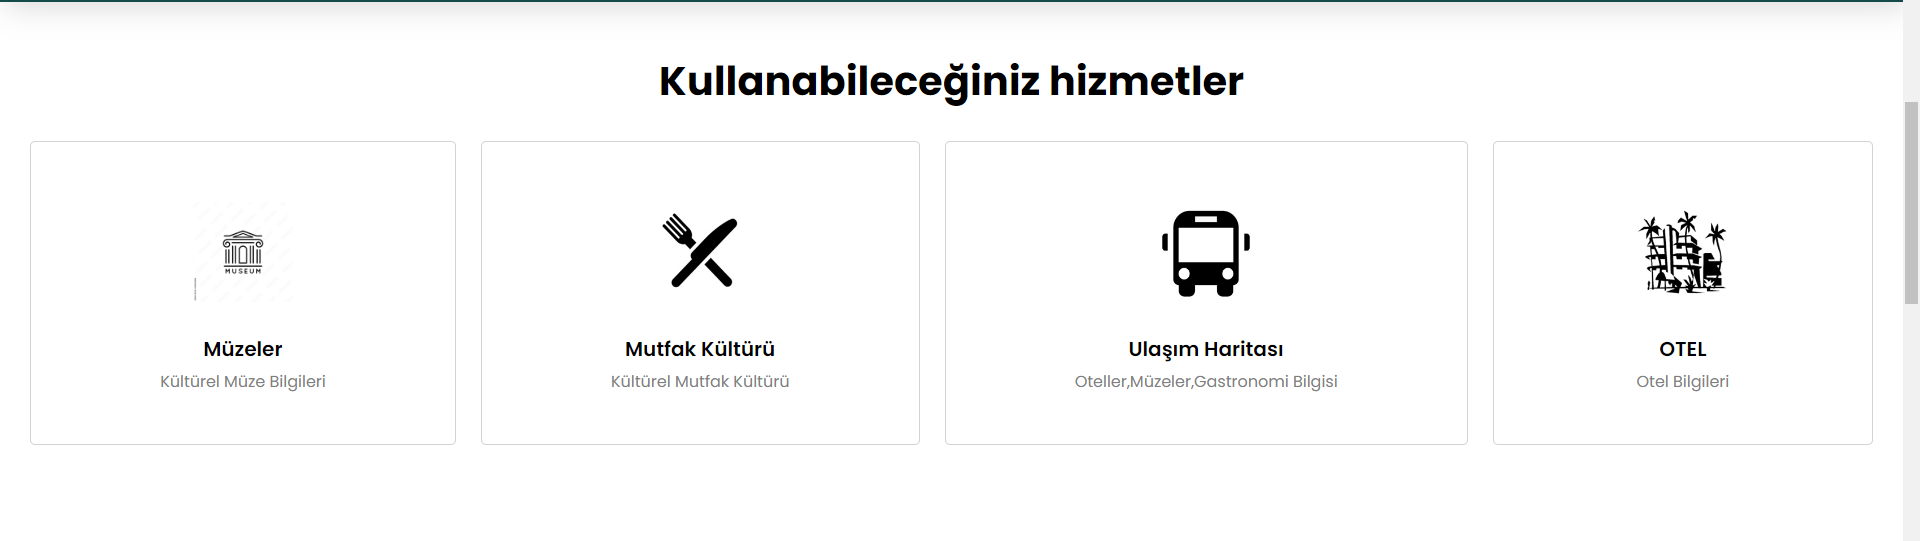 Kullanabileceğiniz hizmetler
MUSEUM
Müzeler
Kültürel Müze Bilgileri
Mutfak Kültürü
Kültürel Mutfak Kültürü
Ulaşım Haritası
Oteller,Müzeler,Gastronomi Bilgisi
OTEL
Otel Bilgileri